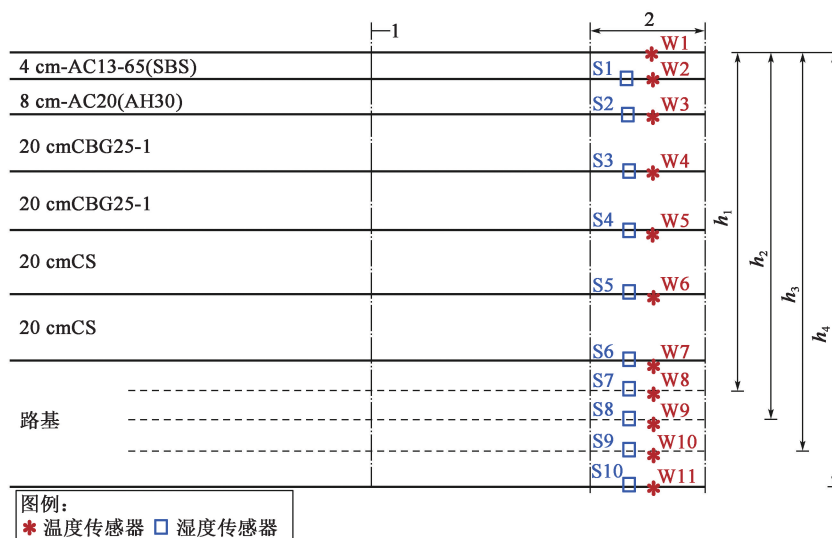 1
2
W1
4 cm-AC13-65(SBS)
S1
W2
8 cm-AC20(AH30)
S2
W3
20 cmCBG25-1
S3
W4
20 cmCBG25-1
S4
W5
h1
h2
20 cmCS
S5
W6
h3
h4
20 cmCS
S6
W7
S7
W8
路基
S8
W9
S9
W10
S10
W11
图例：
温度传感器
湿度传感器